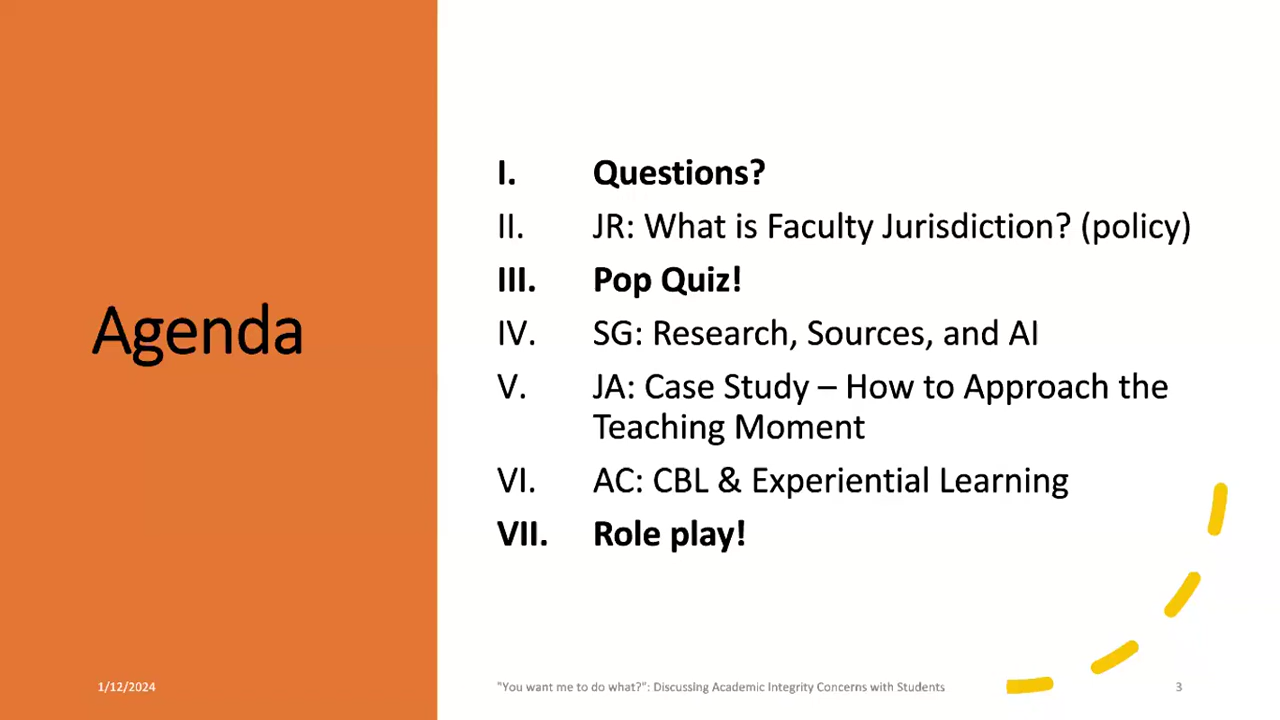 Agenda
I. Questions?
II. JR: What is Faculty Jurisdiction? (policy)
III. Pop Quiz!
IV. SG: Research, Sources, and AI
V. JA: Case Study – How to Approach the
Teaching Moment
VI. AC: CBL & Experiential Learning
VII. Role play!
1/12/2024
"You want me to do what?": Discussing Academic Integrity Concerns with Students
3